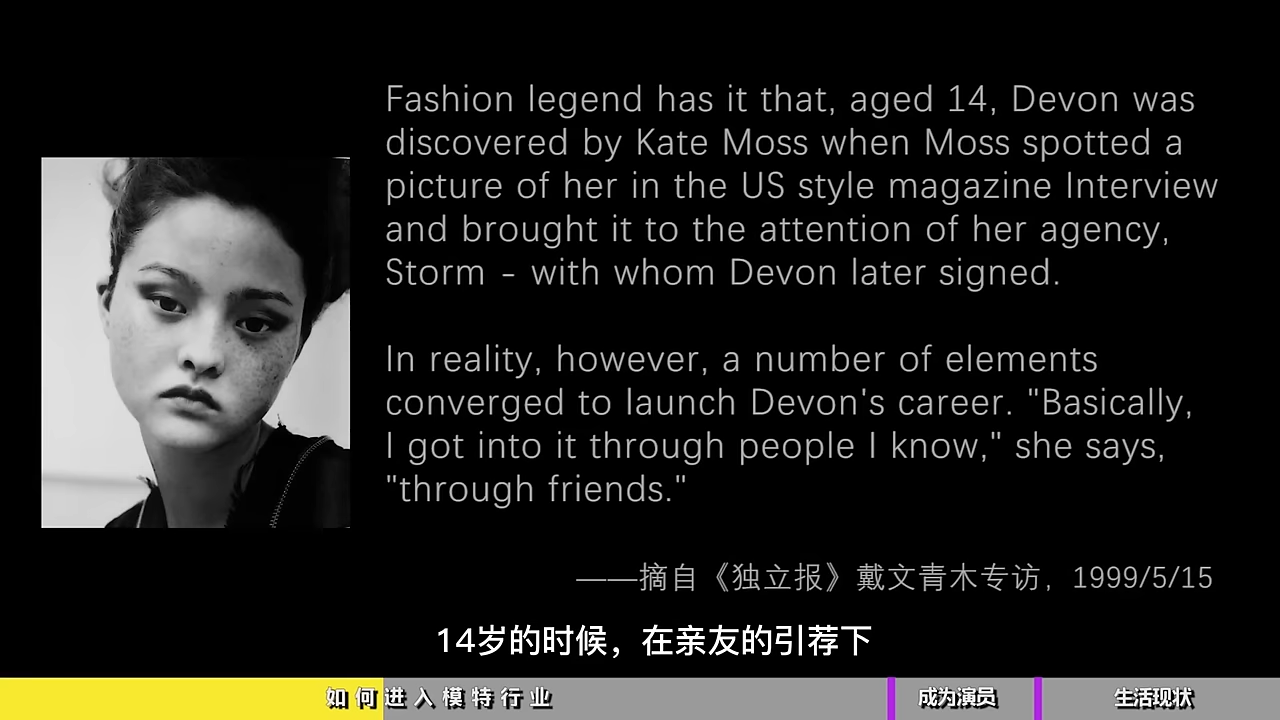 Fashion legend has it that, aged 14, Devon was
discovered by Kate Moss when Moss spotted a
picture of her in the US style magazine Interview
and brought it to the attention of her agency,
Storm - with whom Devon later signed.
In reality, however, a number of elements
converged to launch Devon's career. "Basically,
I got into it through people I know," she says,
"through friends."
——摘自《独立报》戴文青木专访，1999/5/15
14岁的时候，在亲友的引荐下
如何进入模特行业
成为演员
生活现状